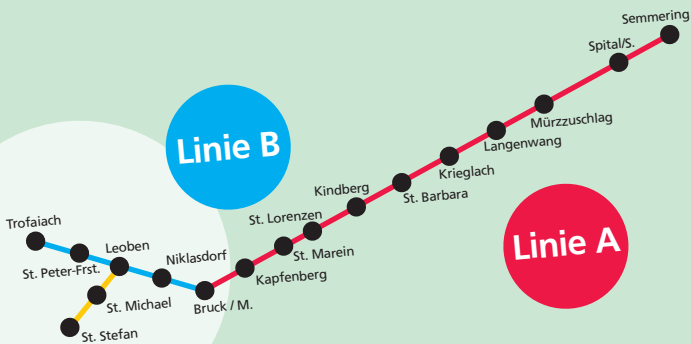 Semmering
Spital/S.
Mürzzuschlag
Langenwang
Krieglach
St. Barbara
Kindberg
St. Lorenzen
St. Marein
Kapfenberg
Linie B
Linie A
Trofaiach
St. Peter-Frst.
Leoben
Niklasdorf
Bruck / M.
St. Michael
St. Stefan